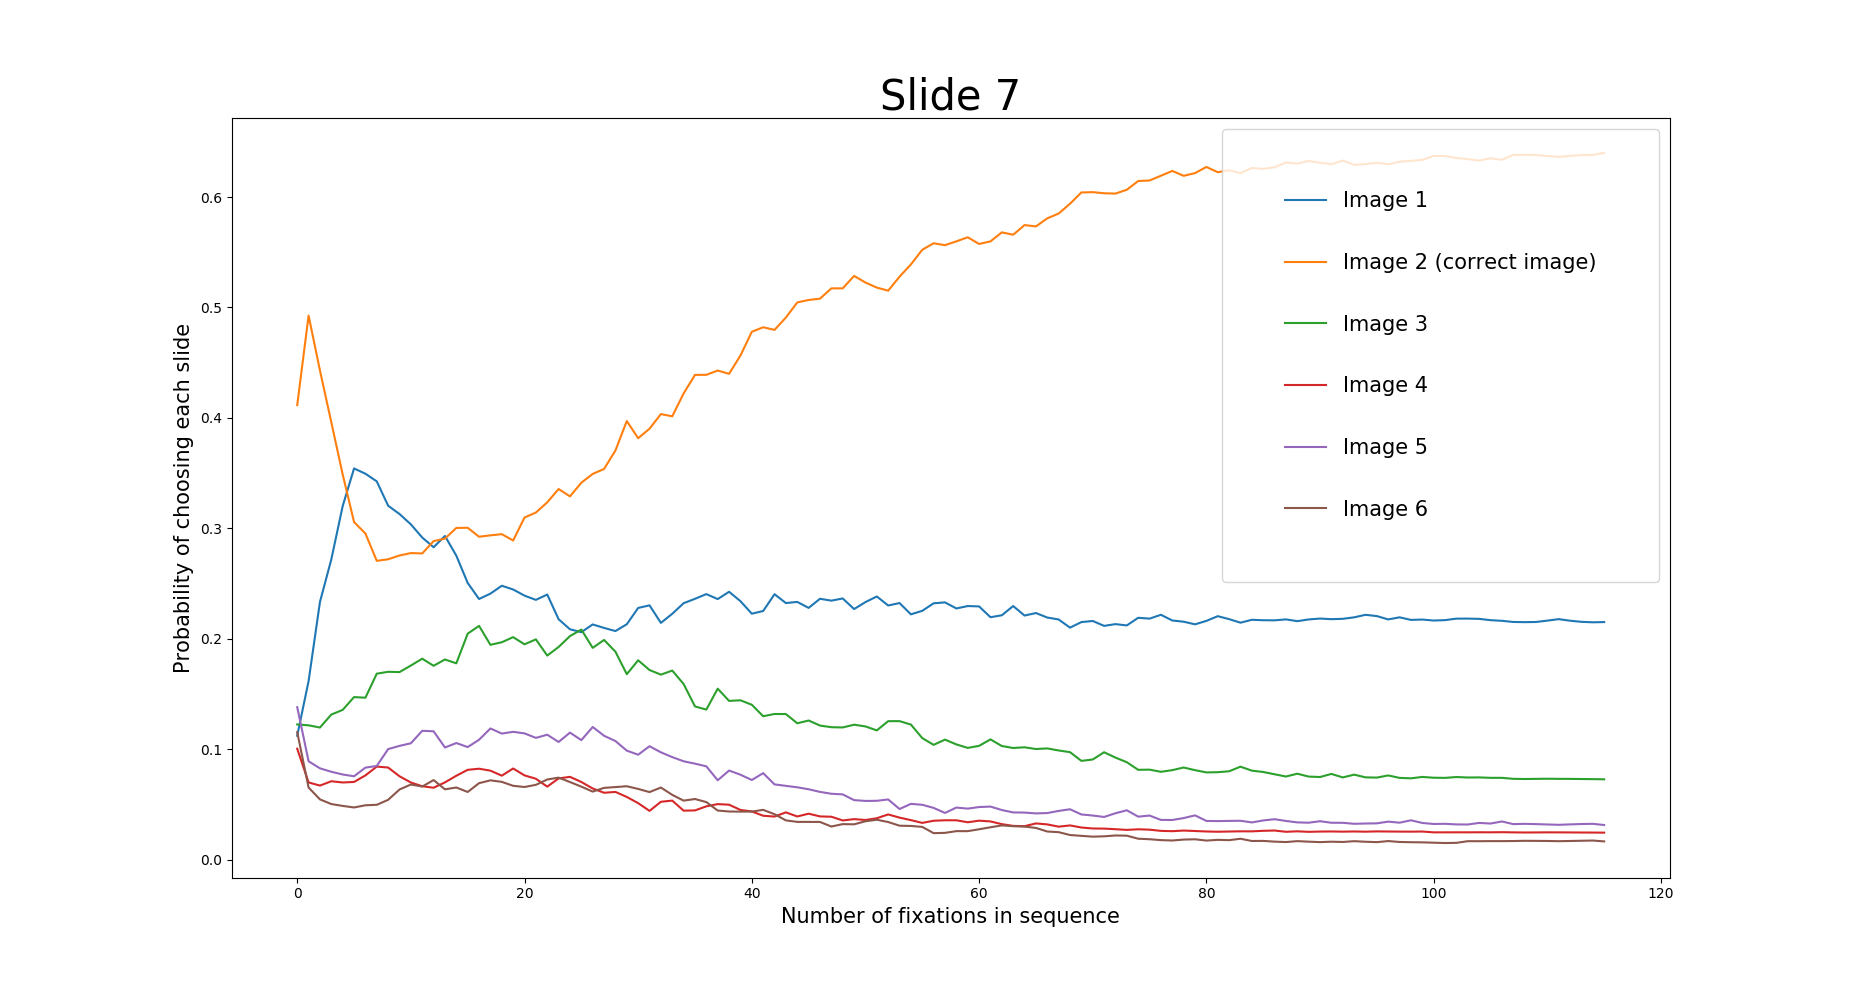 Slide 7
Probability of choosing each slide
0.6
0.5
0.4
0.3
0.2
0.1
0.0
Image 1
Image 2 (correct image)
Image 3
Image 4
Image 5
Image 6
0 20 40 60 80 100 120
Number of fixations in sequence